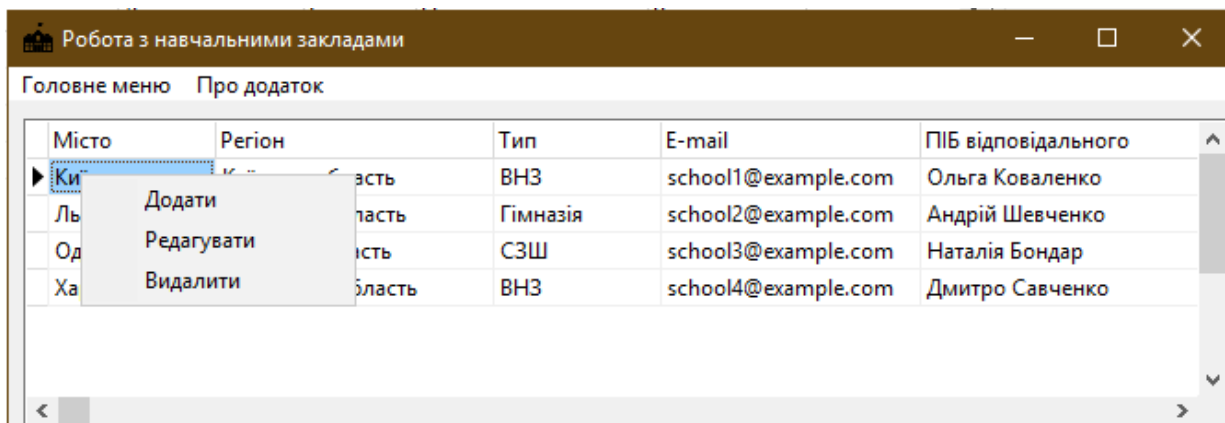 Робота з навчальними закладами
Головне меню Про додаток
Місто Регіон Тип E-mail ПІБ відповідального
ВНЗ school1@example.com Ольга Коваленко
Додати
Гімназія school2@example.com Андрій Шевченко
Редагувати
СЗШ school3@example.com Наталія Бондар
Видалити
ВНЗ school4@example.com Дмитро Савченко